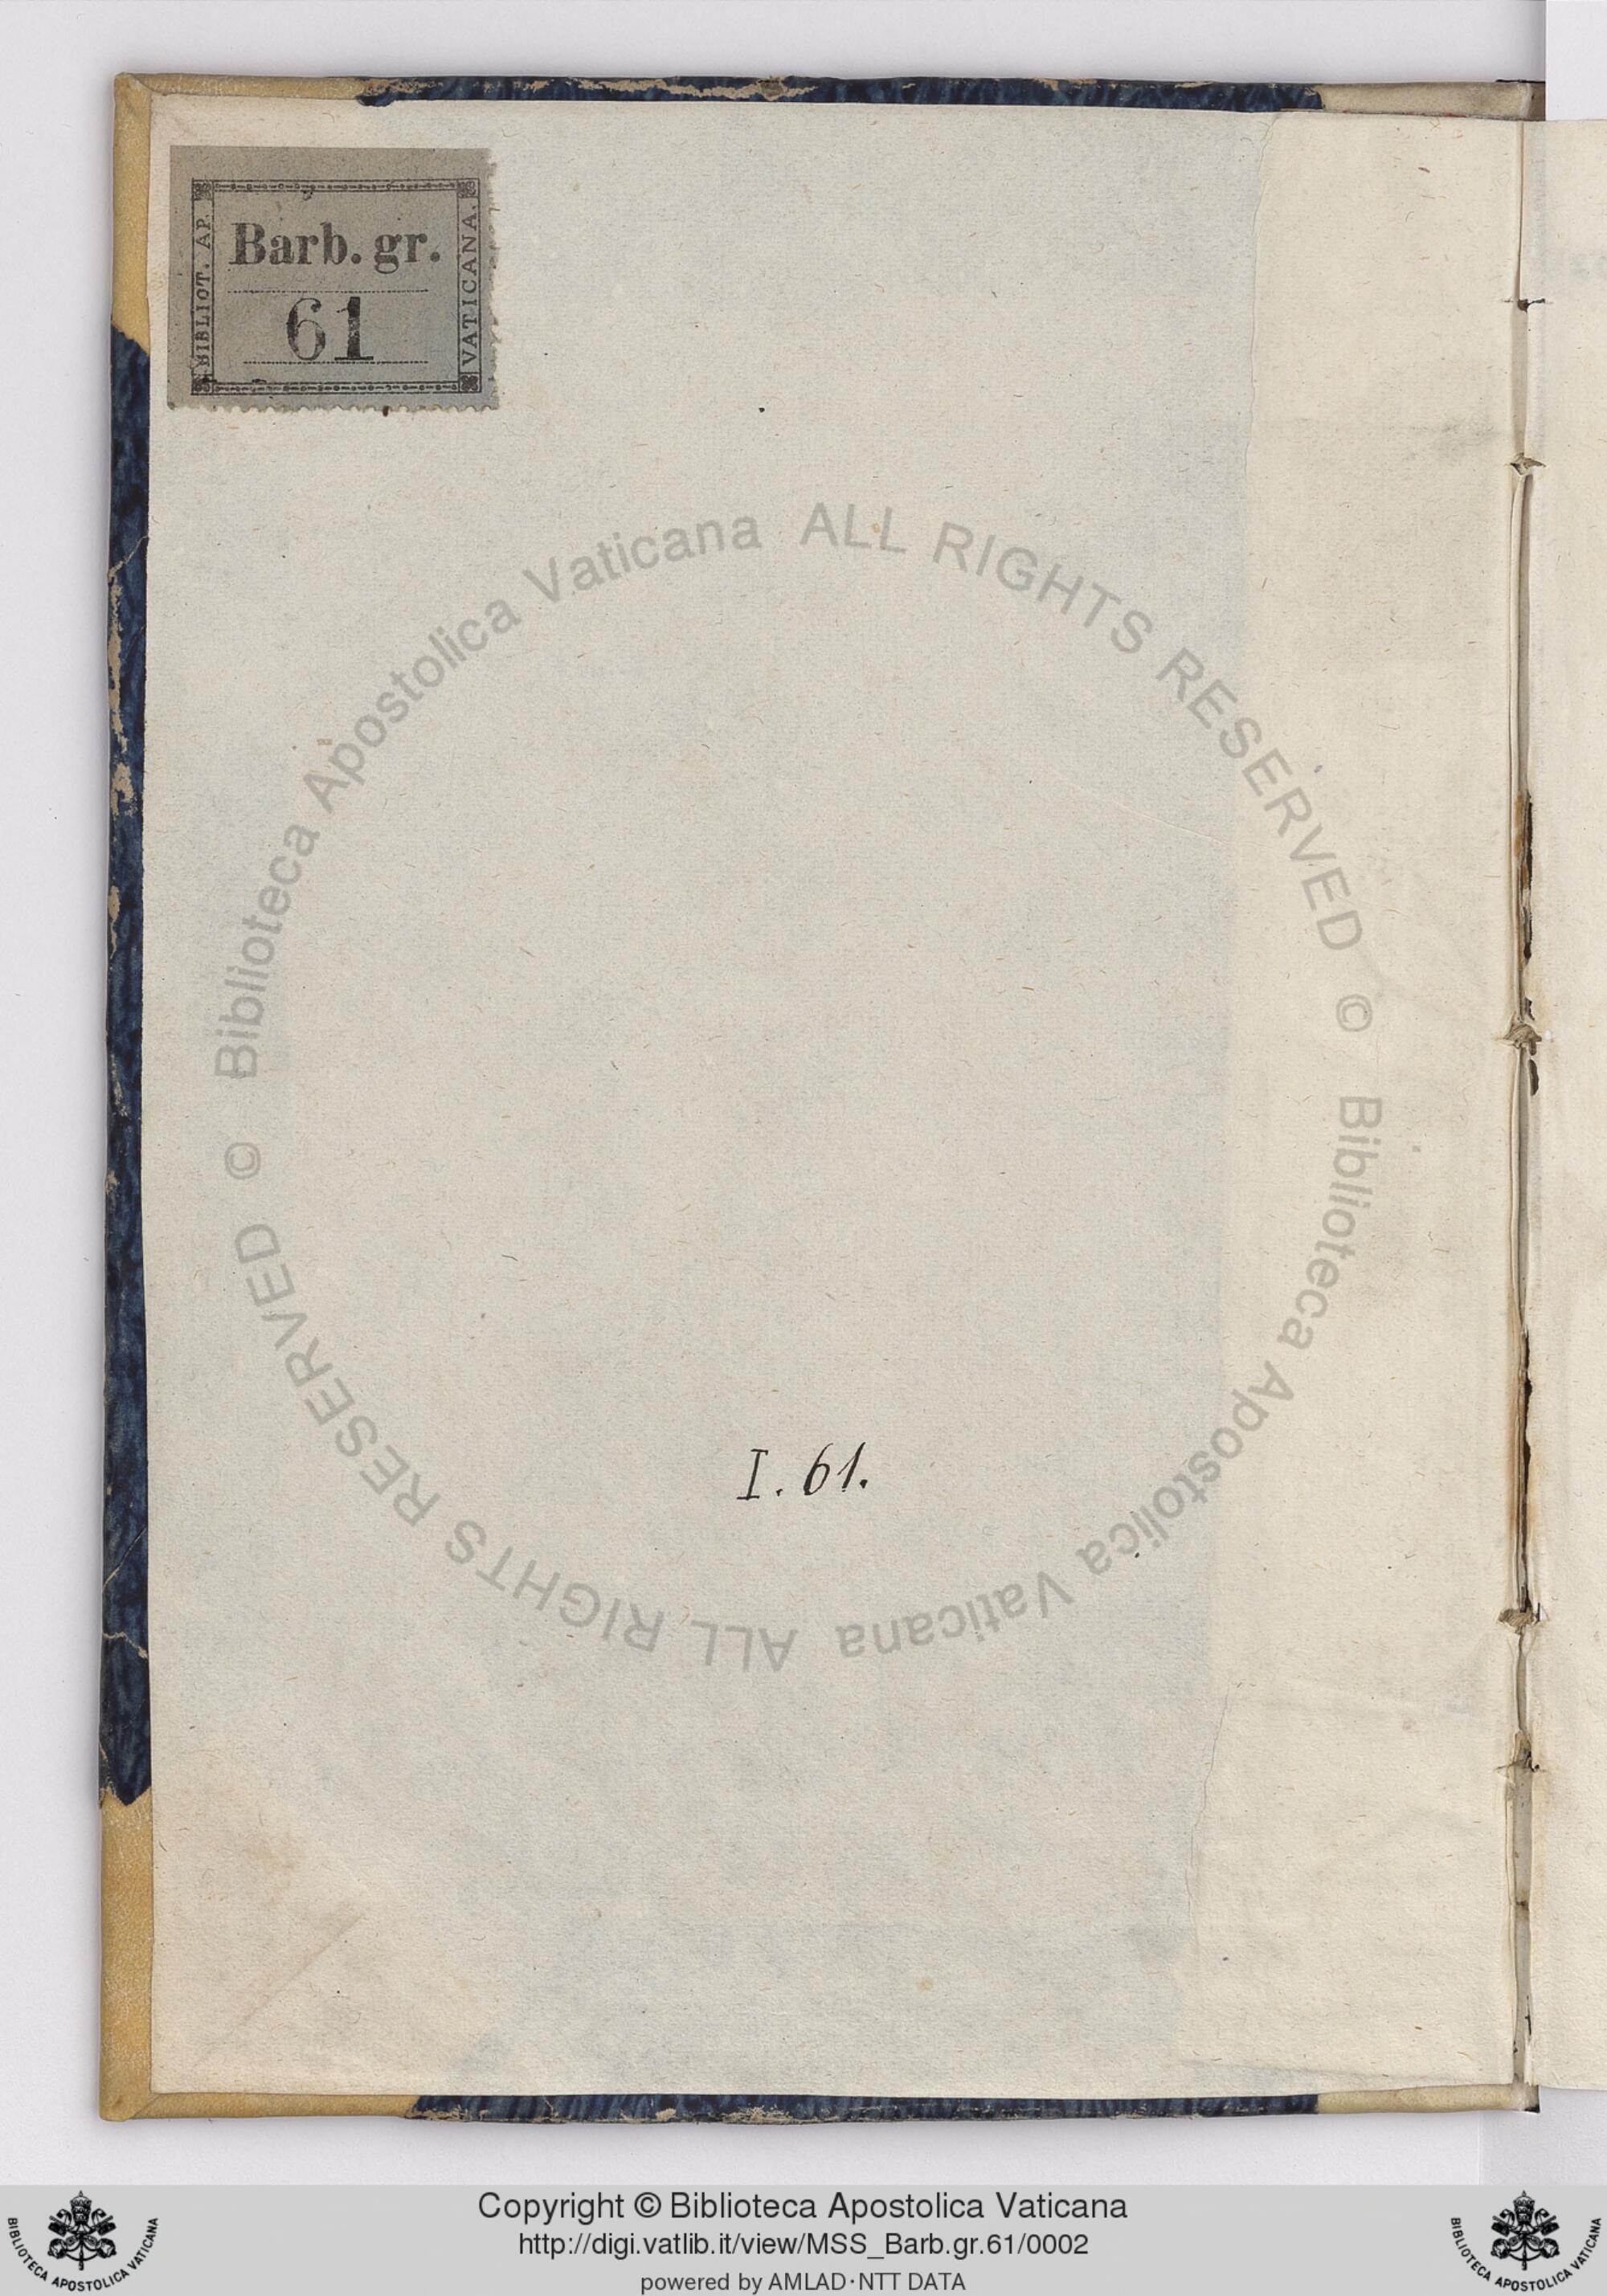 BIBLIOT. AP.
Barb. gr.
61
VATICANA.
© Biblioteca Apostolica Vaticana ALL RIGHTS RESERVED
© Biblioteca Apostolica Vaticana ALL RIGHTS RESERVED
I. 61.
BIBLIOTECA APOSTOLICA VATICANA
Copyright © Biblioteca Apostolica Vaticana
http://digi.vatlib.it/view/MSS_Barb.gr.61/0002
powered by AMLAD·NTT DATA
BIBLIOTECA APOSTOLICA VATICANA